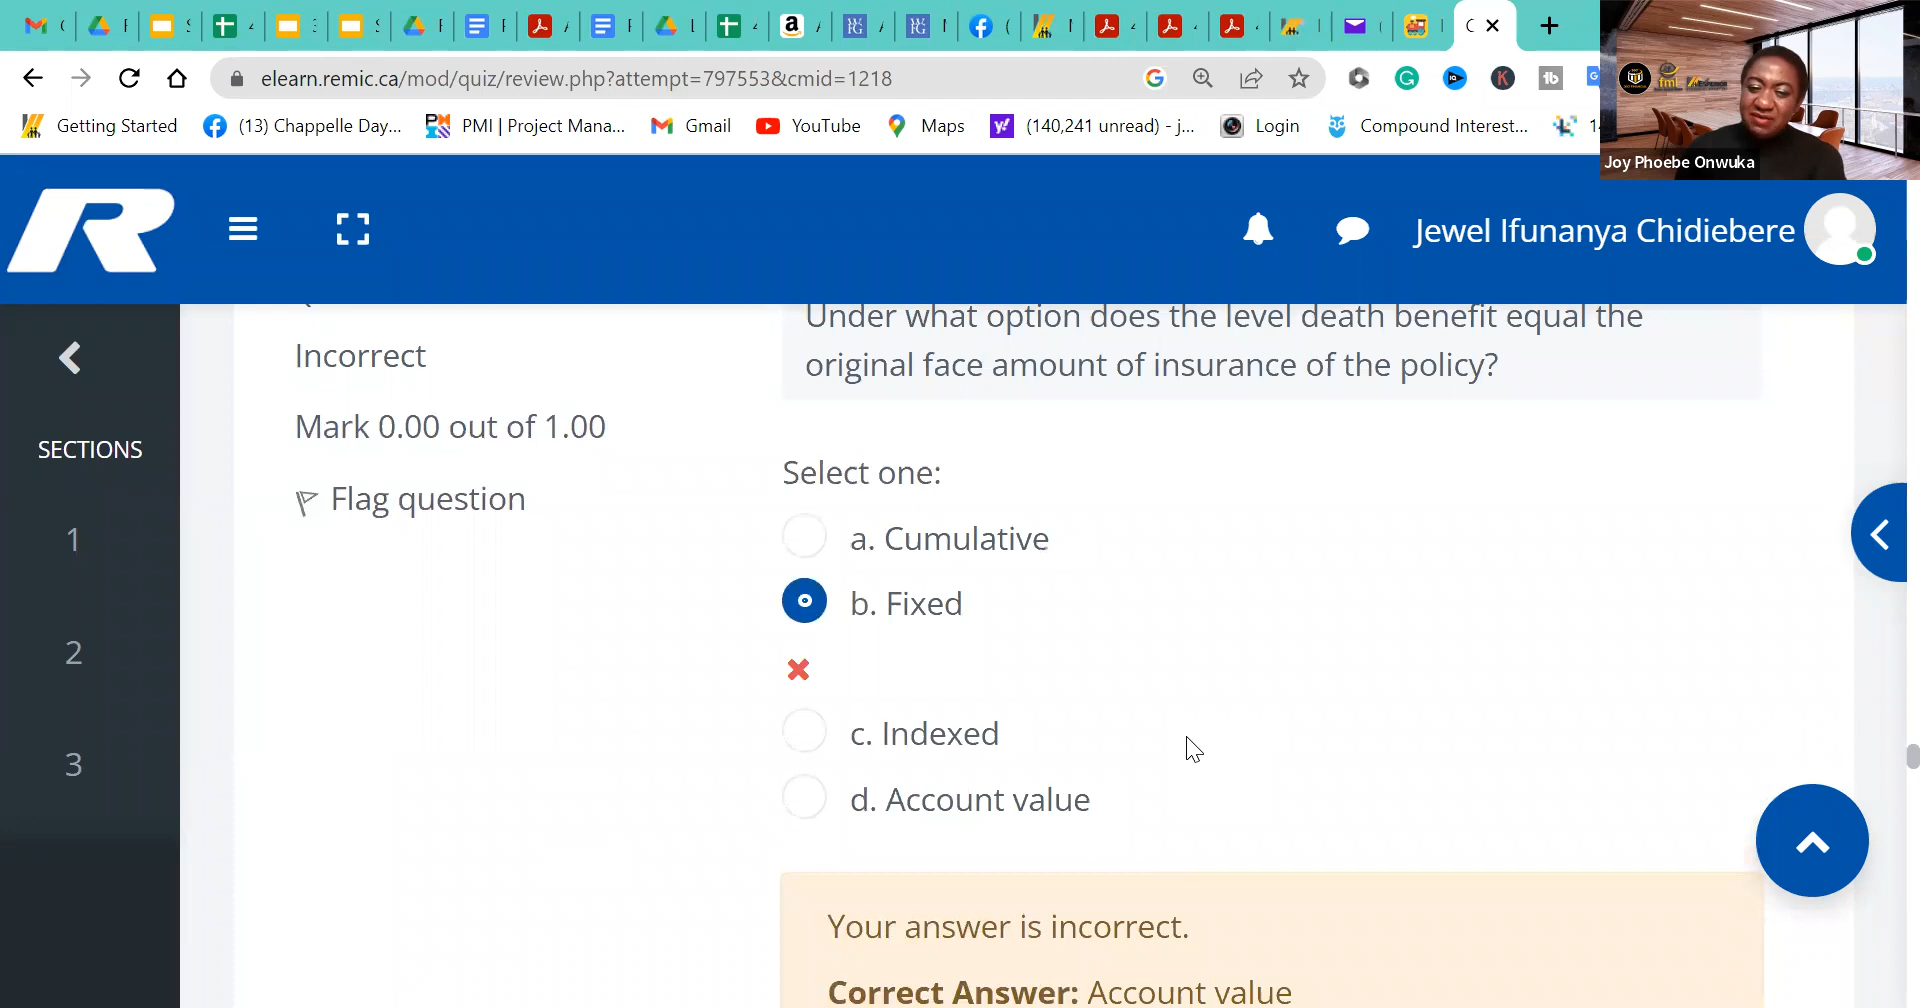 elearn.remic.ca/mod/quiz/review.php?attempt=797553&cmid=1218
Getting Started
(13) Chappelle Day...
PMI | Project Mana...
Gmail
YouTube
Maps
(140,241 unread) - j...
Login
Compound Interest...
Joy Phoebe Onwuka
Jewel Ifunanya Chidiebere
SECTIONS
1
2
3
Incorrect
Mark 0.00 out of 1.00
Flag question
Under what option does the level death benefit equal the
original face amount of insurance of the policy?
Select one:
a. Cumulative
b. Fixed
c. Indexed
d. Account value
Your answer is incorrect.
Correct Answer: Account value